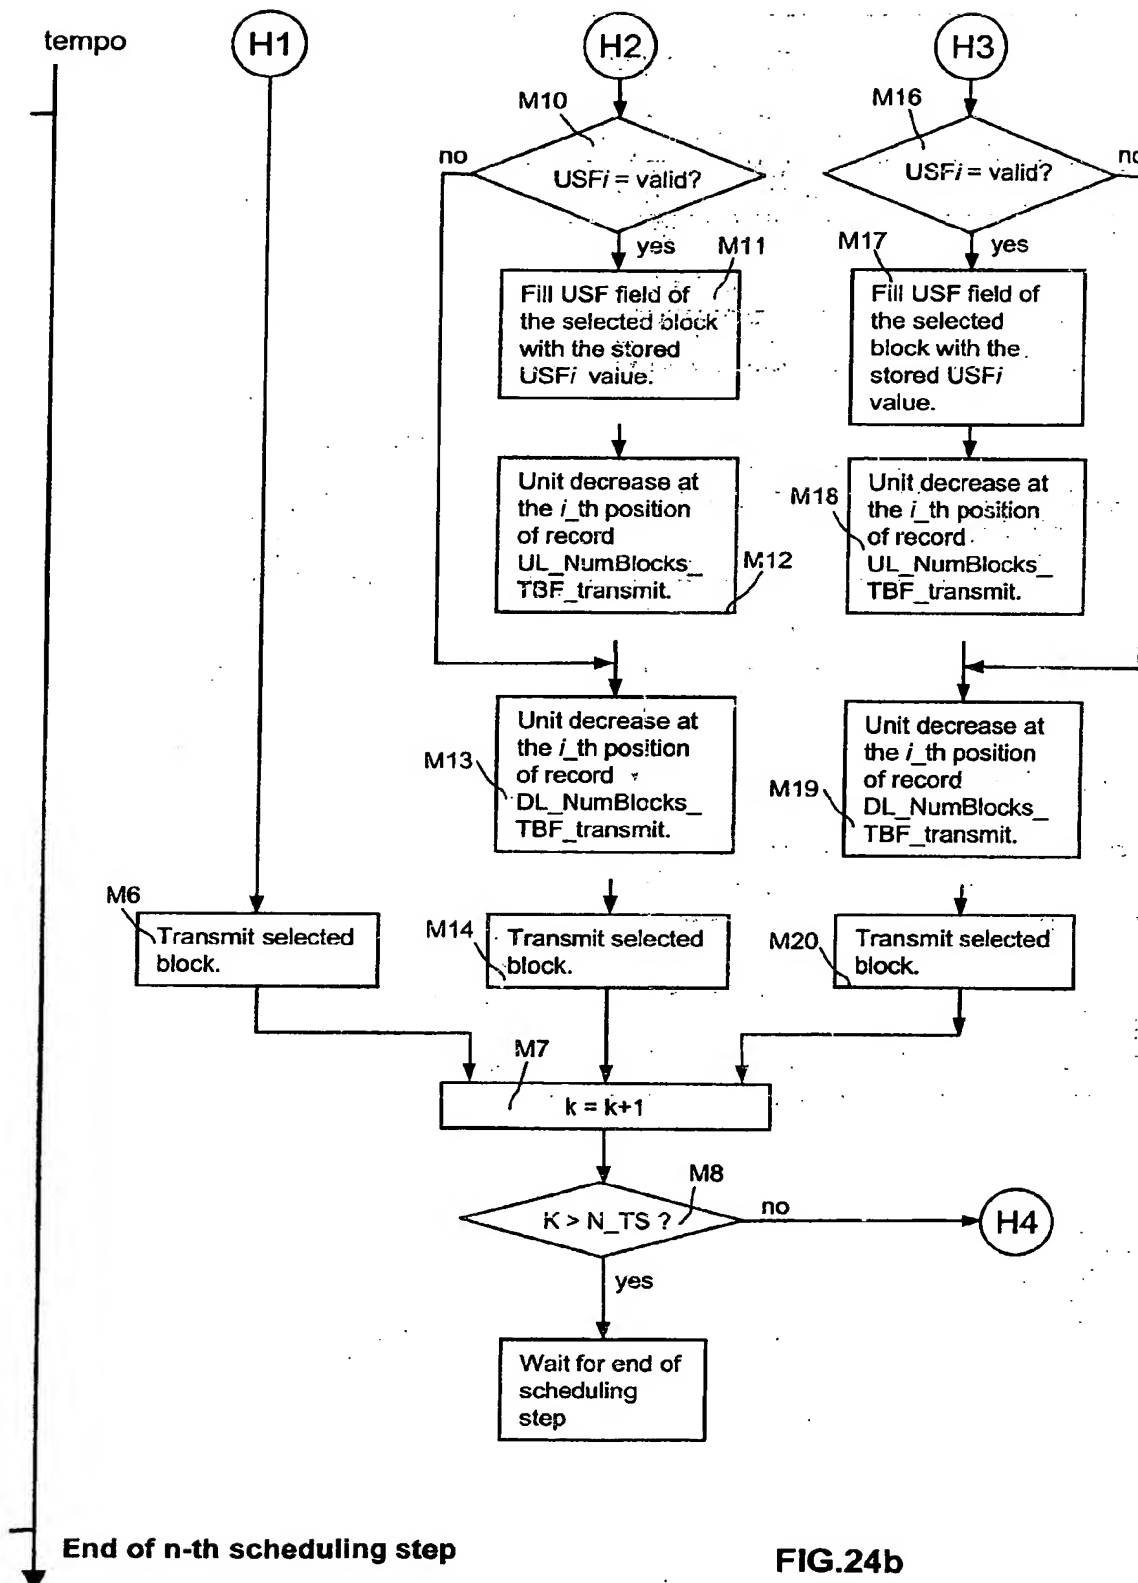 tempo
H1
H2
H3
M10
no
USFi = valid?
yes
M11
Fill USF field of
the selected block
with the stored
USFi value.
Unit decrease at
the i_th position
of record
UL_NumBlocks_
TBF_transmit.
M12
M16
no
USFi = valid?
yes
M17
Fill USF field of
the selected
block with the
stored USFi
value.
Unit decrease at
the i_th position
of record
UL_NumBlocks_
TBF_transmit.
M18
M13
Unit decrease at
the i_th position
of record
DL_NumBlocks_
TBF_transmit.
M19
Unit decrease at
the i_th position
of record
DL_NumBlocks_
TBF_transmit.
M6
Transmit selected
block.
M14
Transmit selected
block.
M20
Transmit selected
block.
M7
k = k+1
M8
K > N_TS ?
no
H4
yes
Wait for end of
scheduling
step
End of n-th scheduling step
FIG.24b